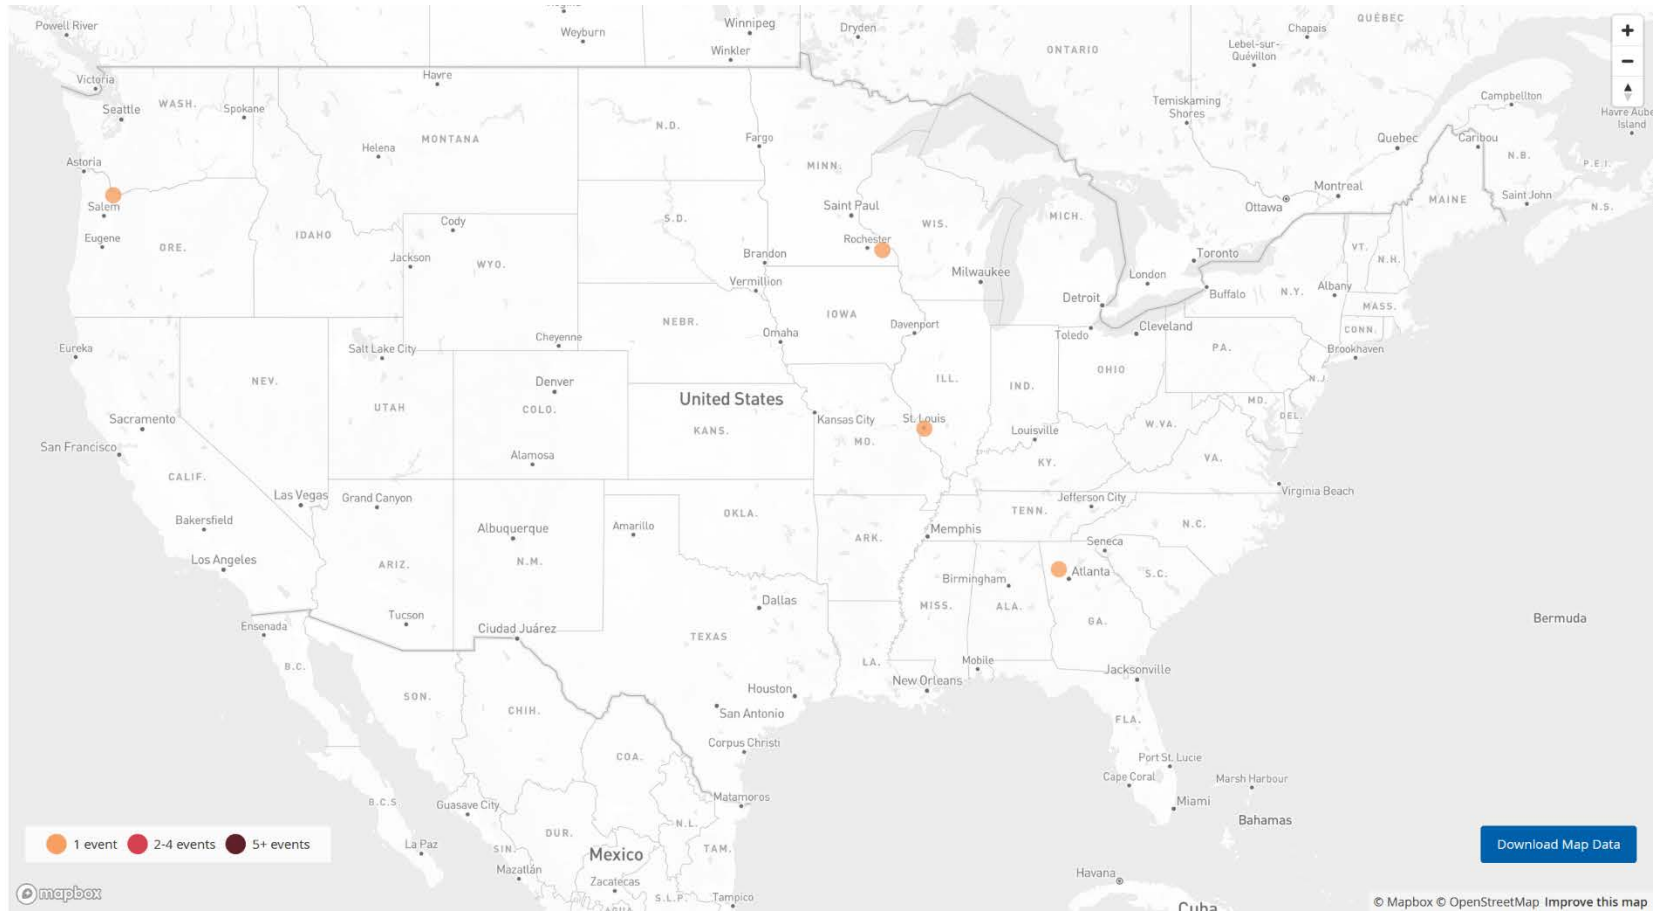 Powell River
Weyburn
Winnipeg
Winkler
Dryden
ONTARIO
Chapais
QUÉBEC
Lebel-sur-
Quévillon
+
−
Victoria
Seattle
WASH.
Spokane
Havre
Temiskaming
Shores
Campbellton
Havre Aube
Island
MONTANA
Helena
N.D.
Fargo
MINN.
Quebec
Caribou
N.B.
P.E.I.
Astoria
Salem
Eugene
ORE.
IDAHO
Cody
Jackson
WYO.
S.D.
Brandon
Vermillion
Saint Paul
Rochester
WIS.
MICH.
Milwaukee
Ottawa
Montreal
MAINE
Saint John
N.S.
Toronto
London
Buffalo
VT.
N.H.
N.Y.
Albany
MASS.
CONN.
Brookhaven
Detroit
Toledo
Cleveland
PA.
N.J.
Eureka
Salt Lake City
Cheyenne
NEBR.
Omaha
IOWA
Davenport
NEV.
UTAH
Denver
COLO.
United States
KANS.
Kansas City
MO.
St. Louis
ILL.
IND.
OHIO
Louisville
W.VA.
MD.
DEL.
Sacramento
San Francisco
CALIF.
Alamosa
KY.
VA.
Virginia Beach
Las Vegas
Grand Canyon
Bakersfield
Los Angeles
ARIZ.
Albuquerque
N.M.
Amarillo
OKLA.
ARK.
Memphis
TENN.
Jefferson City
N.C.
Seneca
S.C.
Atlanta
Birmingham
MISS.
ALA.
GA.
Tucson
Ensenada
Ciudad Juárez
Dallas
TEXAS
LA.
Mobile
New Orleans
Jacksonville
Bermuda
B.C.
SON.
CHIH.
Houston
San Antonio
Corpus Christi
FLA.
COA.
Port St. Lucie
Cape Coral
Miami
Marsh Harbour
Bahamas
B.C.S.
Guasave City
Matamoros
N.L.
DUR.
La Paz
SIN.
Mexico
TAM.
Mazatlán
Zacatecas
S.L.P.
Tampico
Havana
Cuba
1 event 2-4 events 5+ events
Download Map Data
mapbox
© Mapbox © OpenStreetMap Improve this map